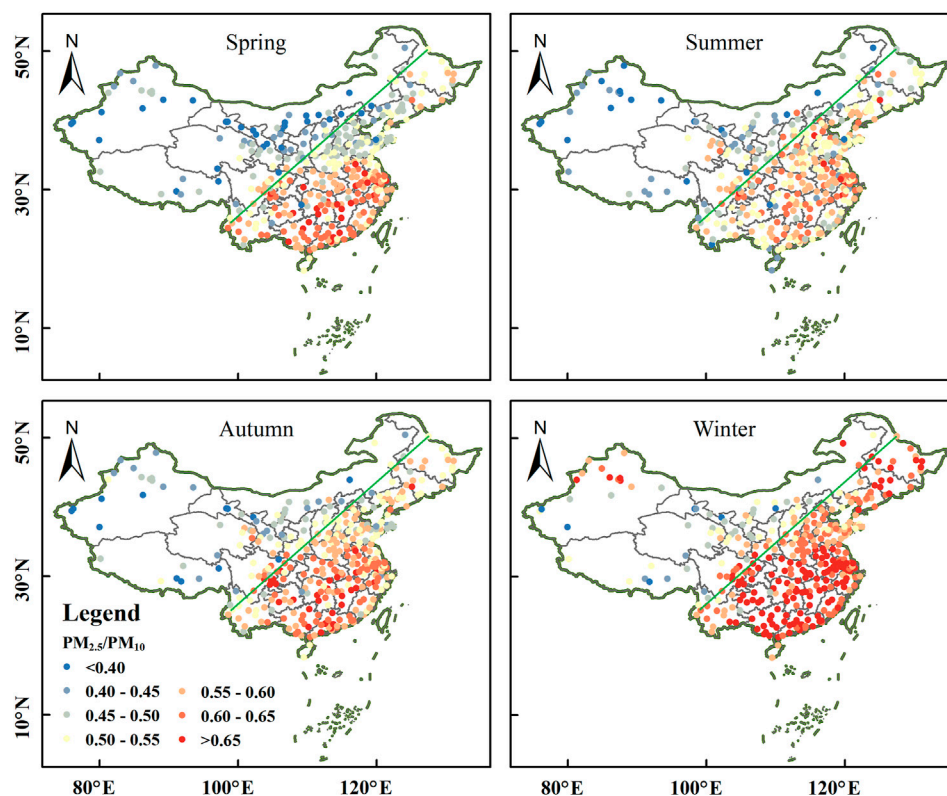 Spring
N
50°N
30°N
10°N
Summer
N
Autumn
N
50°N
30°N
10°N
Legend
PM2.5/PM10
<0.40
0.40 - 0.45
0.45 - 0.50
0.50 - 0.55
0.55 - 0.60
0.60 - 0.65
>0.65
80°E 100°E 120°E
Winter
N
80°E 100°E 120°E